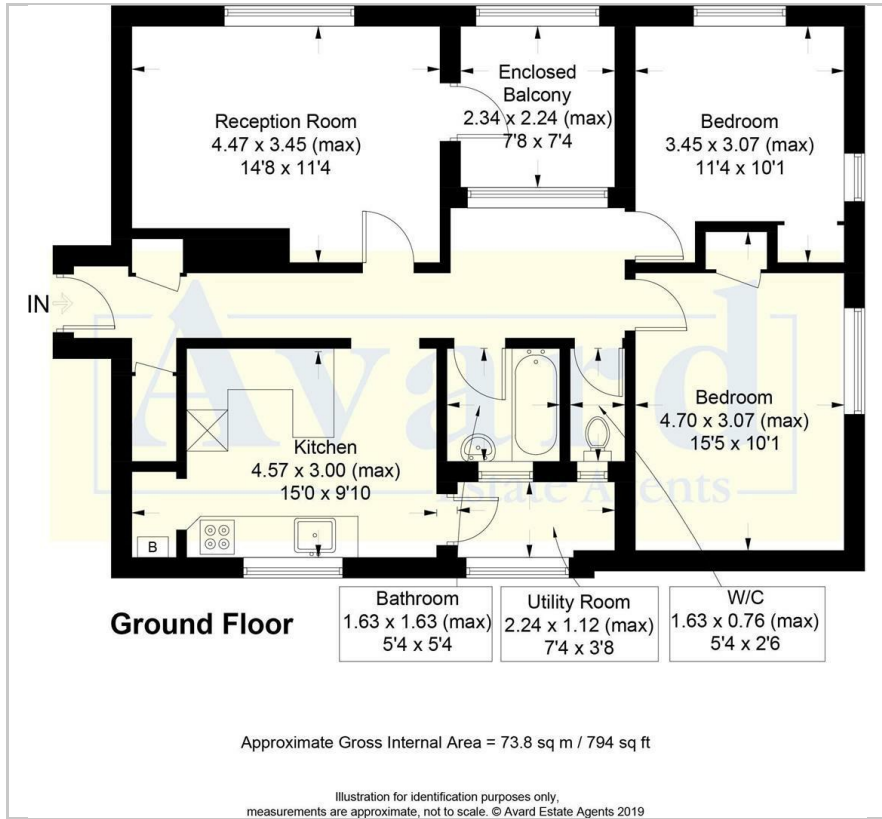 Reception Room
4.47 x 3.45 (max)
14'8 x 11'4
Enclosed
Balcony
2.34 x 2.24 (max)
7'8 x 7'4
Bedroom
3.45 x 3.07 (max)
11'4 x 10'1
IN
Avard
Estate Agents
Kitchen
4.57 x 3.00 (max)
15'0 x 9'10
Bedroom
4.70 x 3.07 (max)
15'5 x 10'1
B
Ground Floor
Bathroom
1.63 x 1.63 (max)
5'4 x 5'4
Utility Room
2.24 x 1.12 (max)
7'4 x 3'8
W/C
1.63 x 0.76 (max)
5'4 x 2'6
Approximate Gross Internal Area = 73.8 sq m / 794 sq ft
Illustration for identification purposes only,
measurements are approximate, not to scale. © Avard Estate Agents 2019